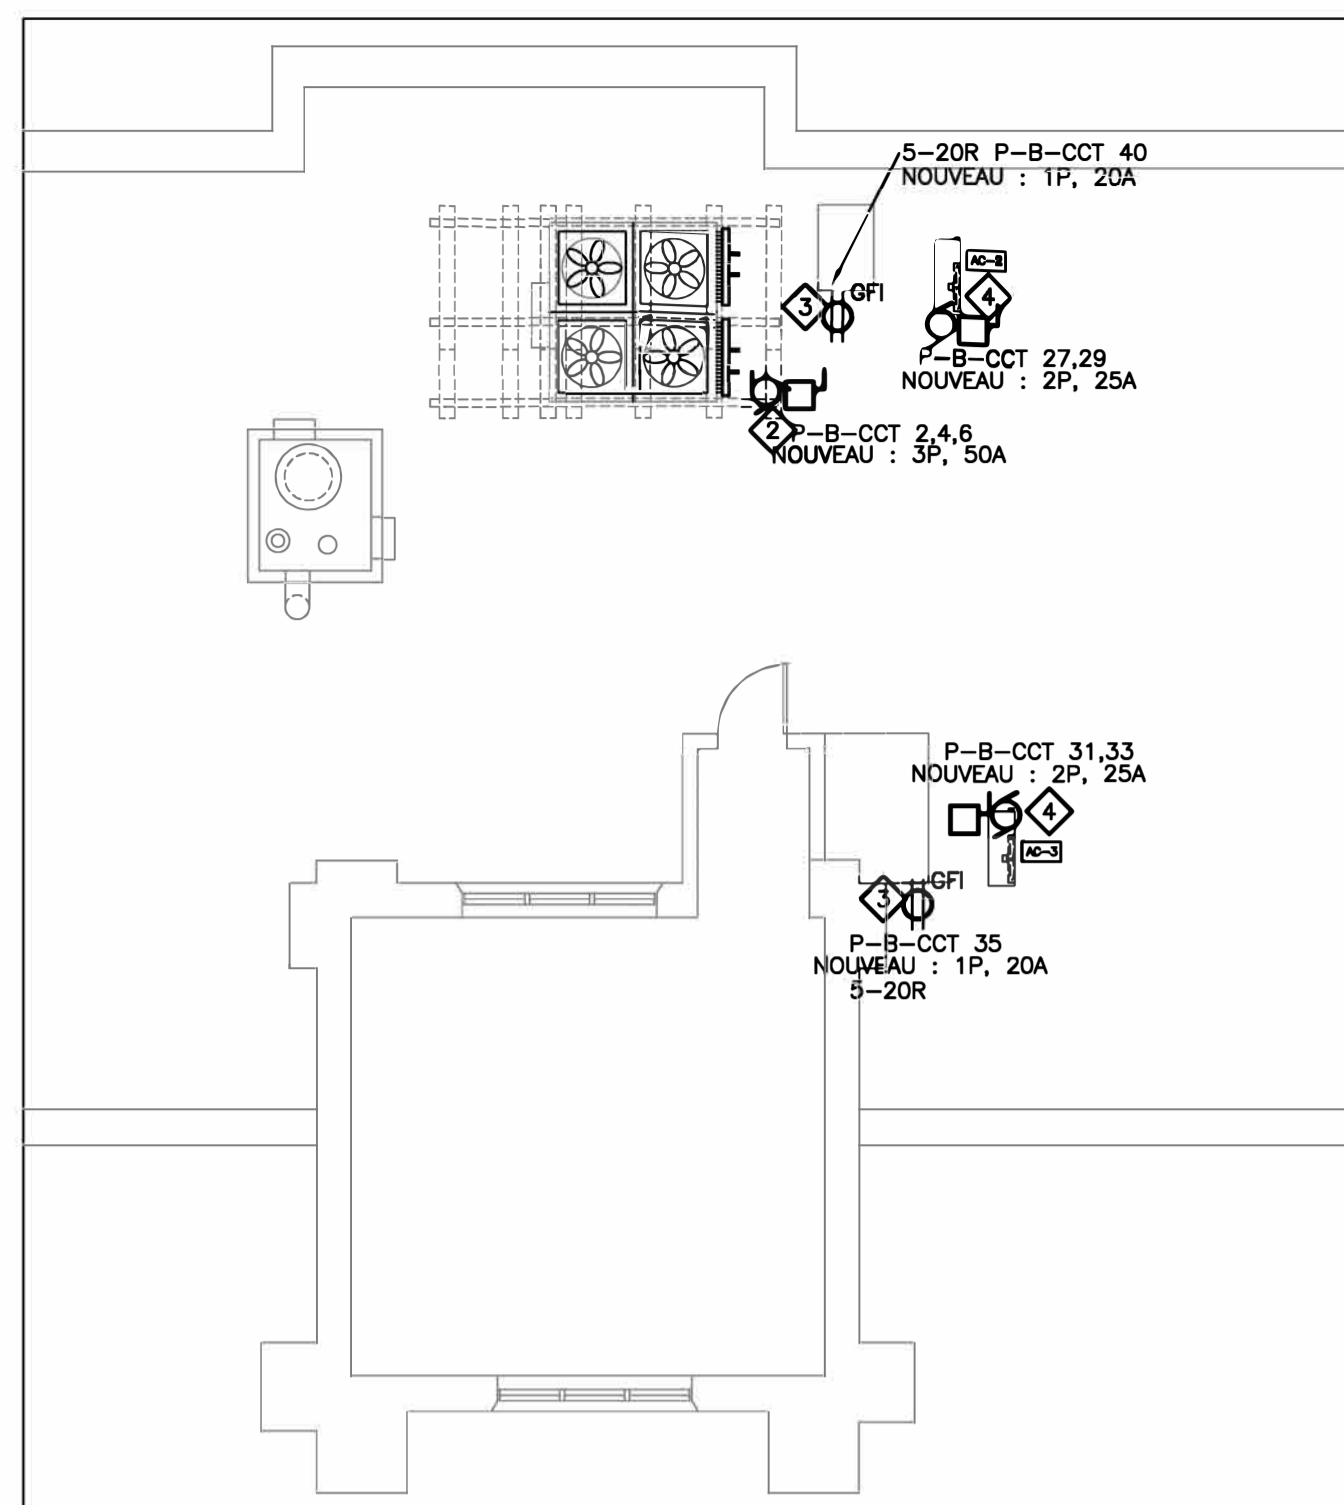 5-20R P-B-CCT 40
NOUVEAU : 1P, 20A
AC-2
4
GFI
3
P-B-CCT 27,29
NOUVEAU : 2P, 25A
2
P-B-CCT 2,4,6
NOUVEAU : 3P, 50A
P-B-CCT 31,33
NOUVEAU : 2P, 25A
4
AC-3
GFI
3
P-B-CCT 35
NOUVEAU : 1P, 20A
5-20R